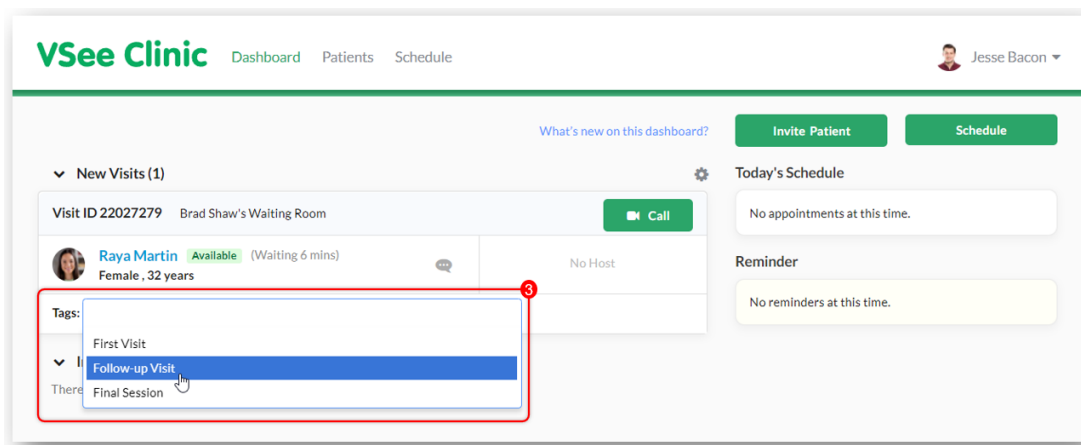 VSee Clinic Dashboard Patients Schedule Jesse Bacon
What's new on this dashboard? Invite Patient Schedule
New Visits (1)
Today's Schedule
Visit ID 22027279 Brad Shaw's Waiting Room Call
No appointments at this time.
Raya Martin Available (Waiting 6 mins)
Female , 32 years
No Host
Reminder
3
No reminders at this time.
Tags:
First Visit
Follow-up Visit
There
Final Session